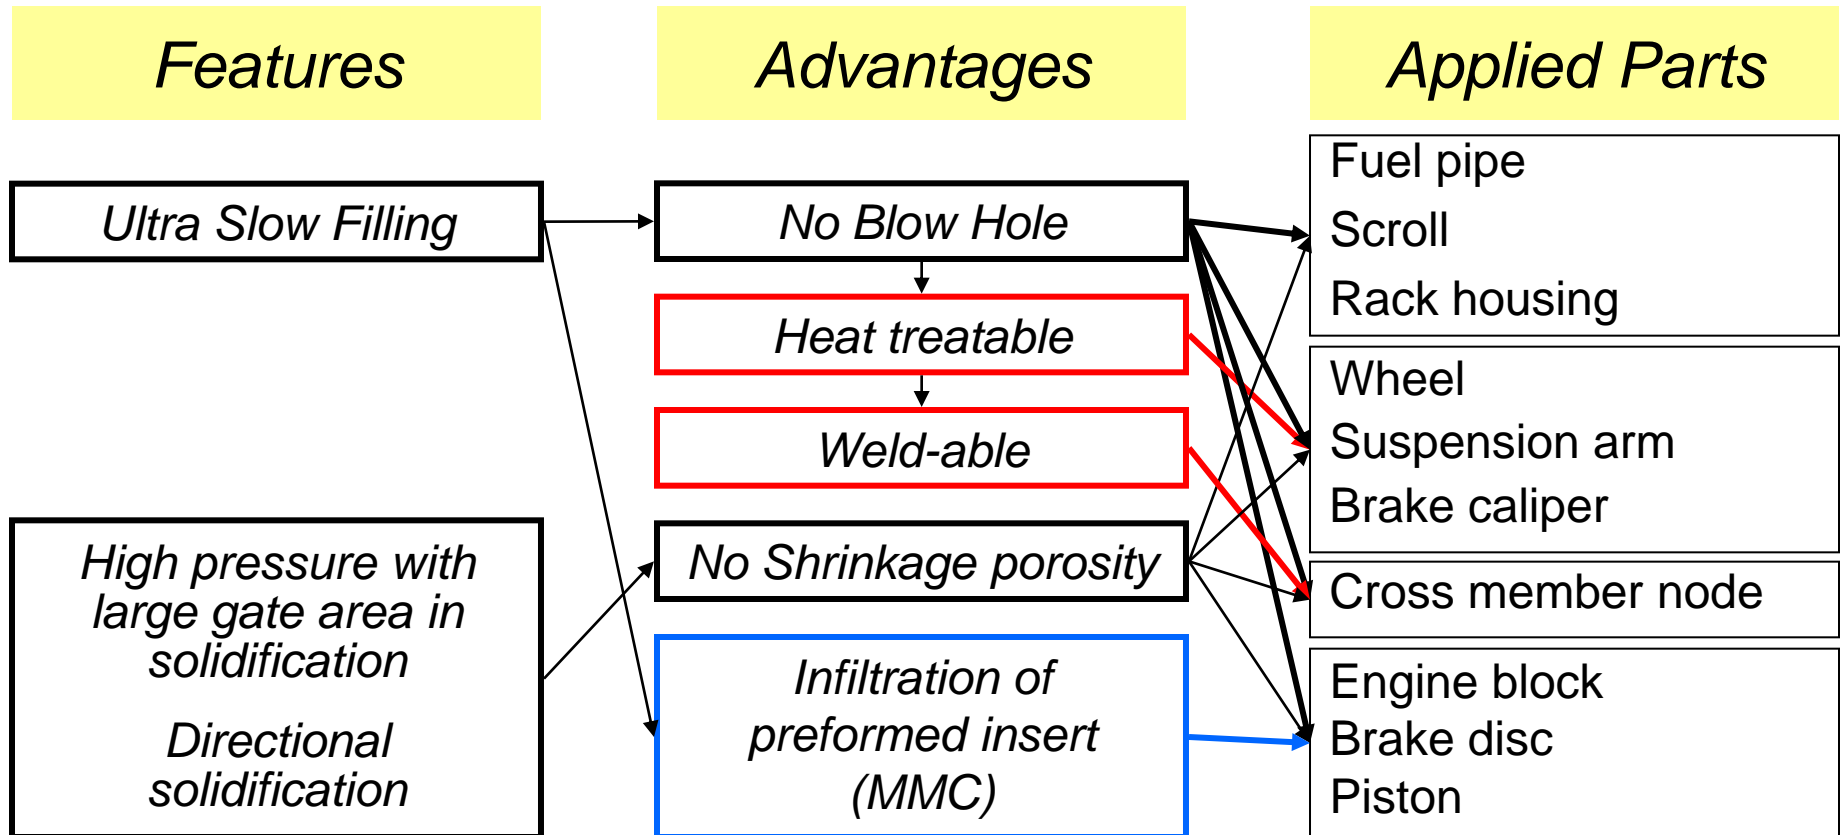 Features
Advantages
Applied Parts
Ultra Slow Filling
High pressure with
large gate area in
solidification
Directional
solidification
No Blow Hole
Heat treatable
Weld-able
No Shrinkage porosity
Infiltration of
preformed insert
(MMC)
Fuel pipe
Scroll
Rack housing
Wheel
Suspension arm
Brake caliper
Cross member node
Engine block
Brake disc
Piston